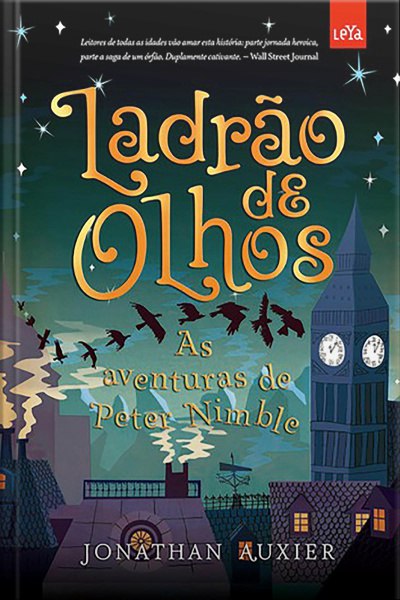 LeYa
Leitores de todas as idades vão amar esta história: parte jornada heroica,
parte a saga de um órfão. Duplamente cativante. – Wall Street Journal
Ladrão
de
Olhos
As
aventuras de
Peter Nimble
JONATHAN AUXIER